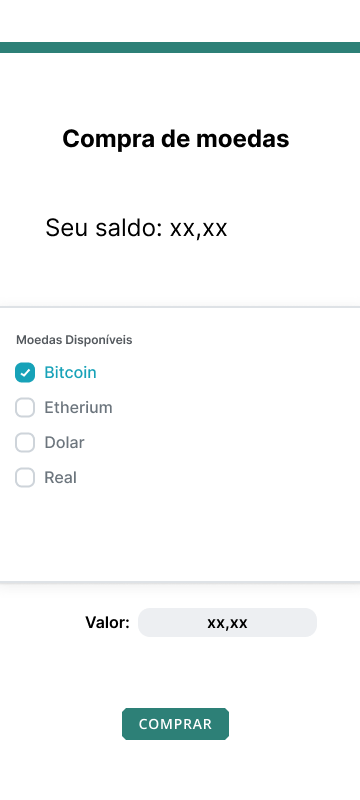 Compra de moedas
Seu saldo: xx,xx
Moedas Disponíveis
Bitcoin
Etherium
Dolar
Real
Valor: xx,xx
COMPRAR